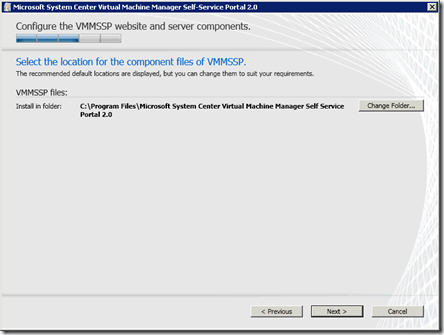 Microsoft System Center Virtual Machine Manager Self-Service Portal 2.0
Configure the VMMSSP website and server components.
Select the location for the component files of VMMSSP.
The recommended default locations are displayed, but you can change them to suit your requirements.
VMMSSP files:
Install in folder: C:\Program Files\Microsoft System Center Virtual Machine Manager Self Service Change Folder...
Portal 2.0
< Previous Next > Cancel